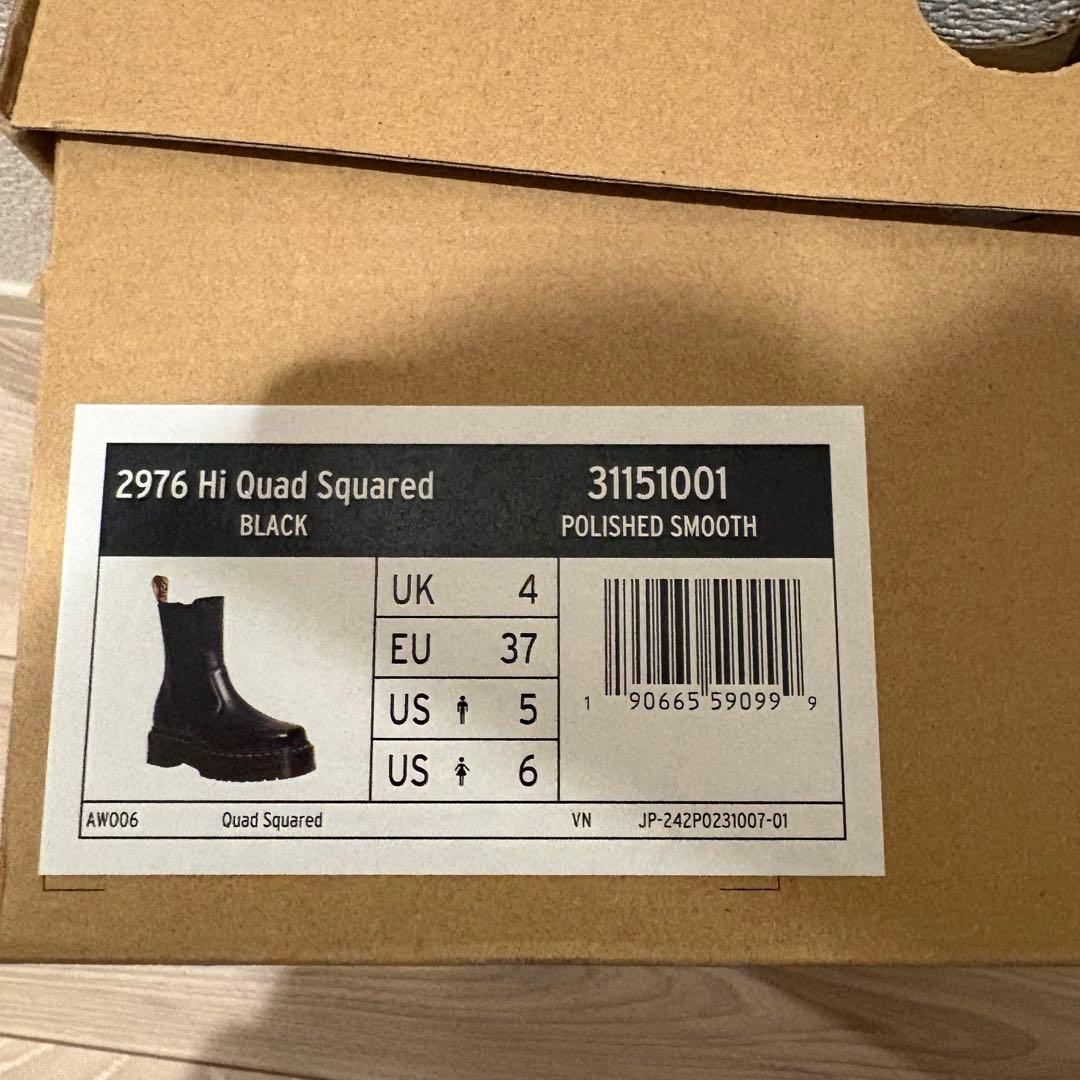 2976 Hi Quad Squared
BLACK
31151001
POLISHED SMOOTH
UK 4
EU 37
US 5
US 6
1 90665 59099 9
AW006 Quad Squared VN JP-242P0231007-01